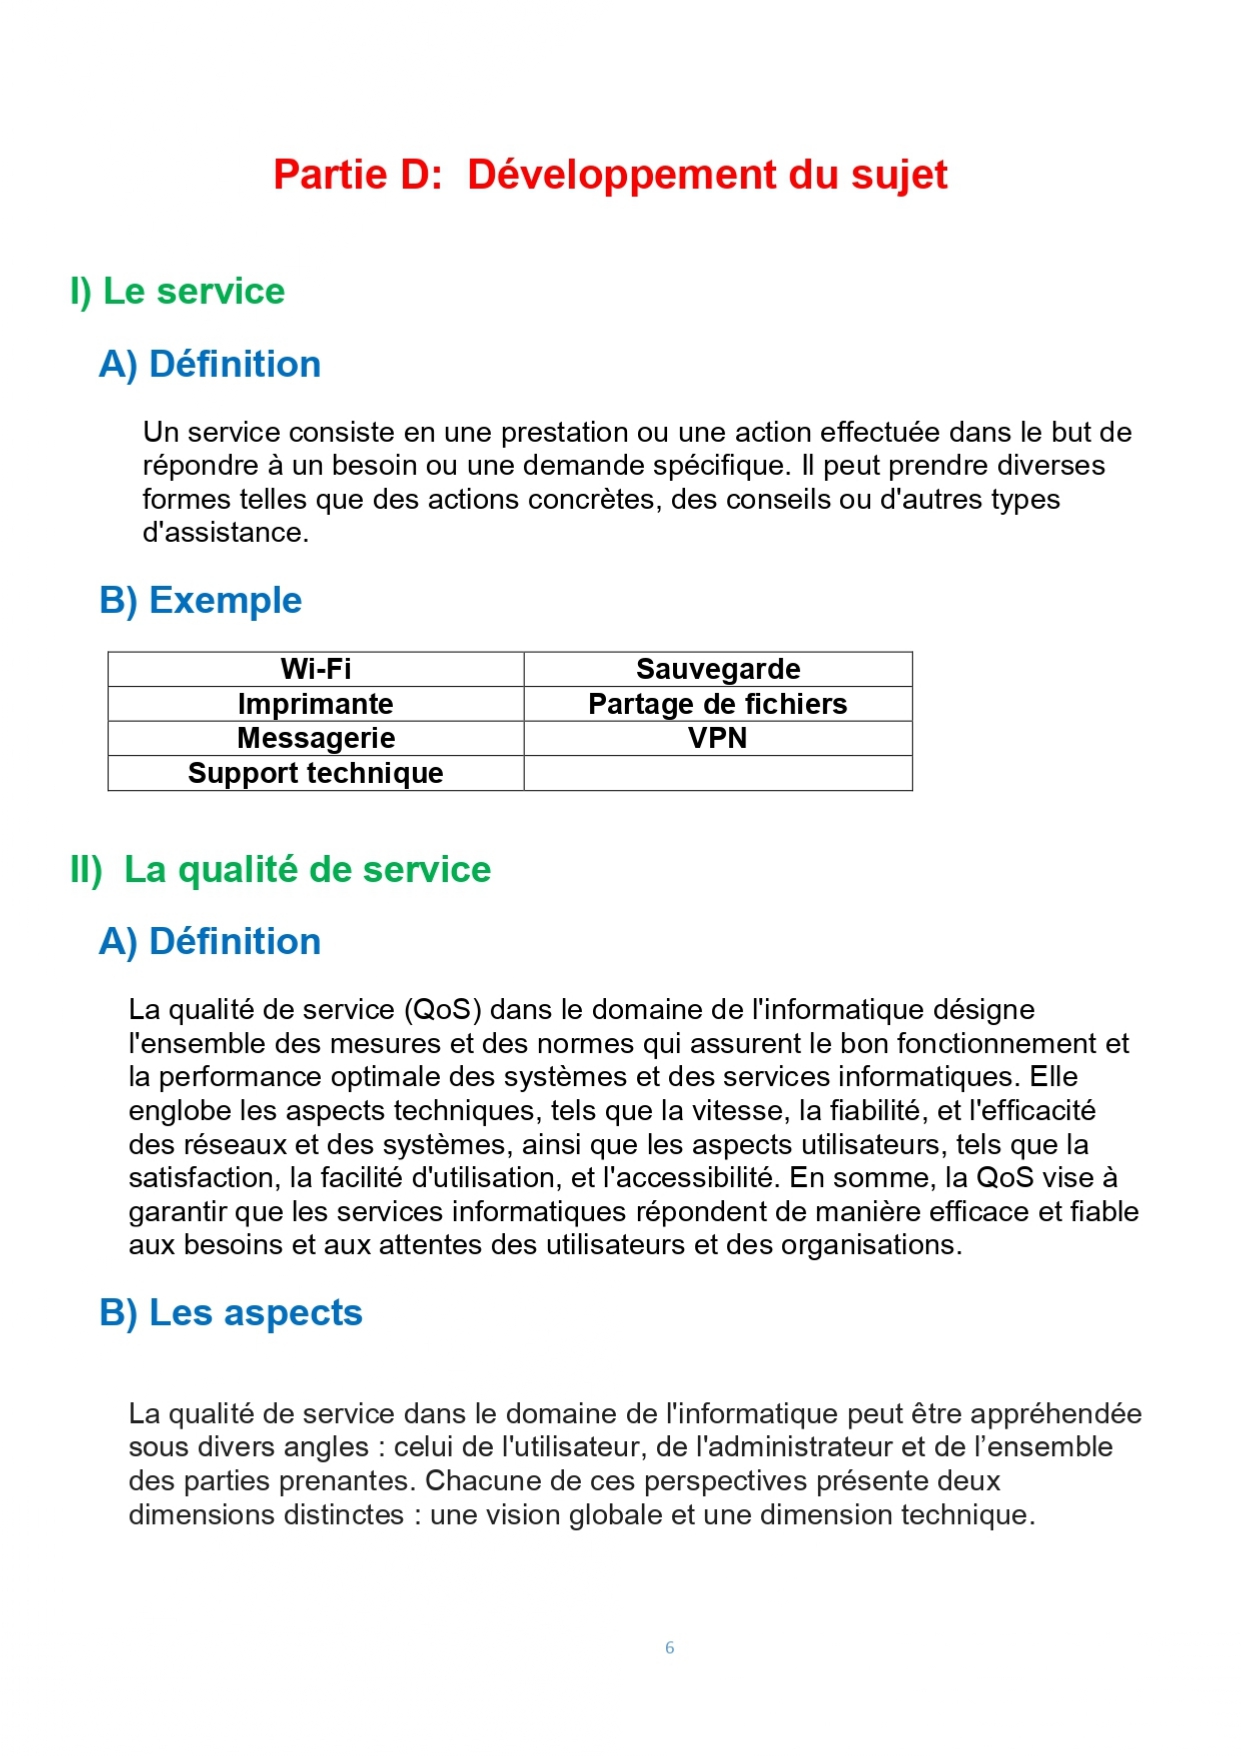 Partie D: Développement du sujet
I) Le service
A) Définition
Un service consiste en une prestation ou une action effectuée dans le but de
répondre à un besoin ou une demande spécifique. Il peut prendre diverses
formes telles que des actions concrètes, des conseils ou d'autres types
d'assistance.
B) Exemple
Wi-Fi Sauvegarde
Imprimante Partage de fichiers
Messagerie VPN
Support technique
II) La qualité de service
A) Définition
La qualité de service (QoS) dans le domaine de l'informatique désigne
l'ensemble des mesures et des normes qui assurent le bon fonctionnement et
la performance optimale des systèmes et des services informatiques. Elle
englobe les aspects techniques, tels que la vitesse, la fiabilité, et l'efficacité
des réseaux et des systèmes, ainsi que les aspects utilisateurs, tels que la
satisfaction, la facilité d'utilisation, et l'accessibilité. En somme, la QoS vise à
garantir que les services informatiques répondent de manière efficace et fiable
aux besoins et aux attentes des utilisateurs et des organisations.
B) Les aspects
La qualité de service dans le domaine de l'informatique peut être appréhendée
sous divers angles : celui de l'utilisateur, de l'administrateur et de l’ensemble
des parties prenantes. Chacune de ces perspectives présente deux
dimensions distinctes : une vision globale et une dimension technique.
6